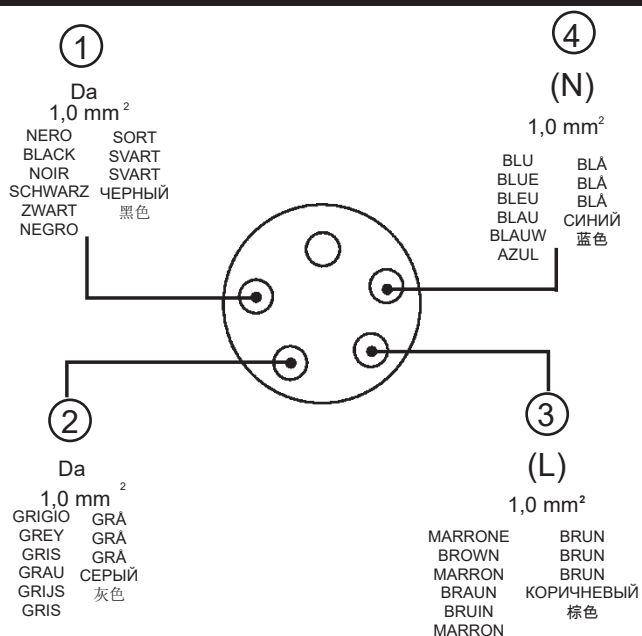 1
Da
1,0 mm²
NERO SORT
BLACK SVART
NOIR SVART
SCHWARZ ЧЕРНЫЙ
ZWART 黑色
NEGRO
4
(N)
1,0 mm²
BLU BLÅ
BLUE BLÅ
BLEU BLÅ
BLAU СИНИЙ
BLAUW 蓝色
AZUL
2
Da
1,0 mm²
GRIGIO GRÅ
GREY GRÅ
GRIS GRÅ
GRAU СЕРЫЙ
GRIJS 灰色
GRIS
3
(L)
1,0 mm²
MARRONE BRUN
BROWN BRUN
MARRON BRUN
BRAUN КОРИЧНЕВЫЙ
BRUIN 棕色
MARRON